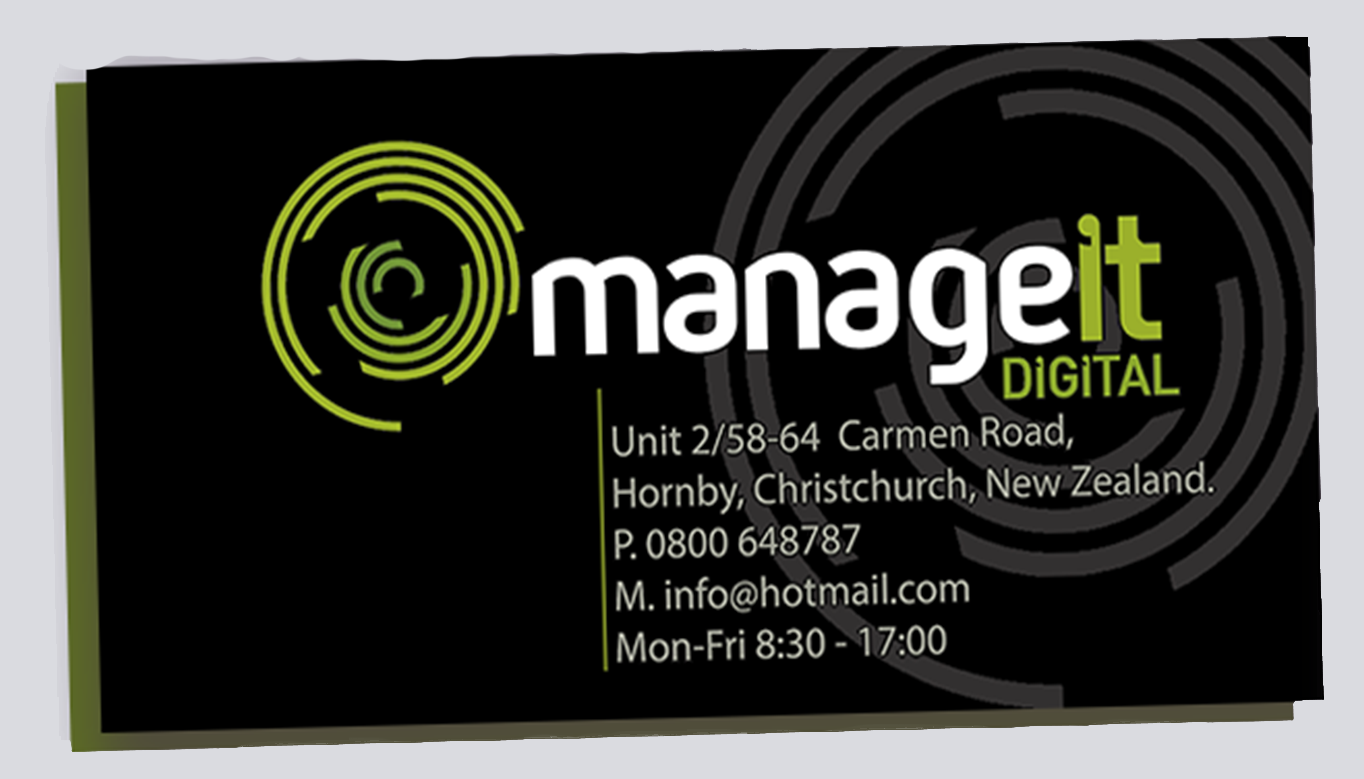 manageit
DiGiTAL
Unit 2/58-64 Carmen Road,
Hornby, Christchurch, New Zealand.
P. 0800 648787
M. info@hotmail.com
Mon-Fri 8:30 - 17:00